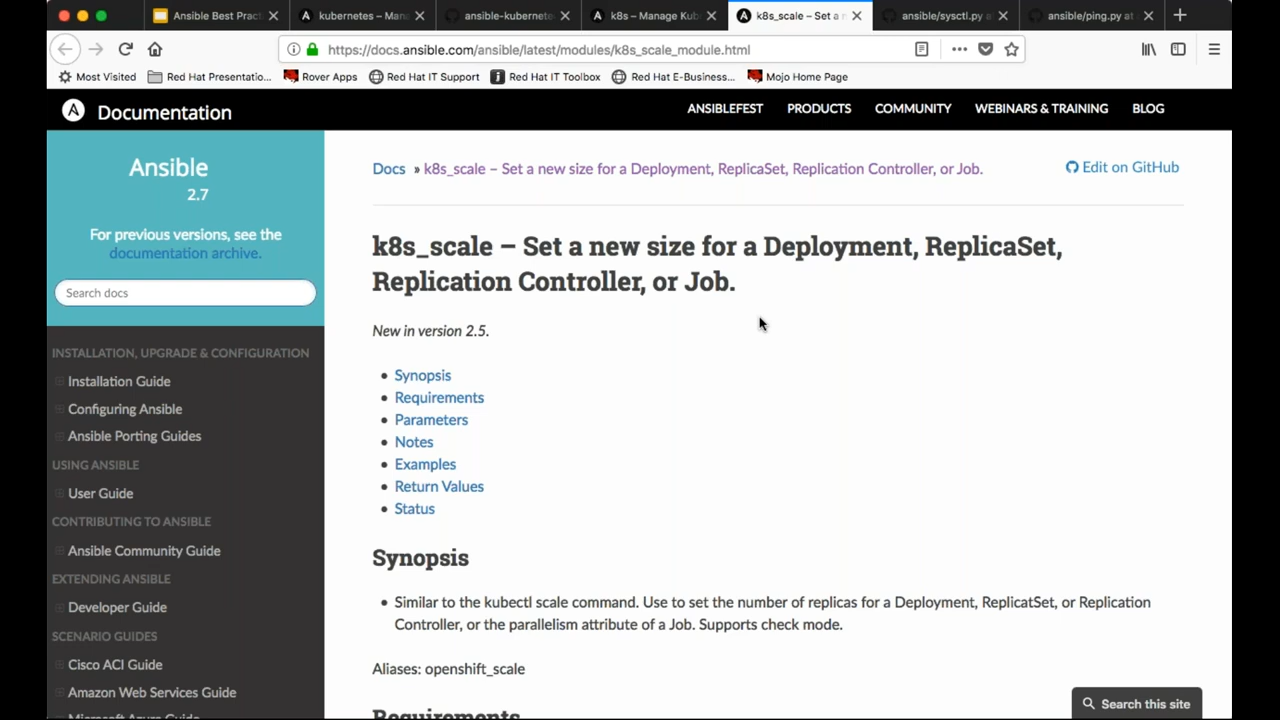 Ansible Best Pract
kubernetes – Man
ansible-kubernete
k8s – Manage Kub
k8s_scale – Set a n
ansible/sysctl.py at
ansible/ping.py at
https://docs.ansible.com/ansible/latest/modules/k8s_scale_module.html
Most Visited
Red Hat Presentatio...
Rover Apps
Red Hat IT Support
Red Hat IT Toolbox
Red Hat E-Business...
Mojo Home Page
A Documentation
ANSIBLEFEST
PRODUCTS
COMMUNITY
WEBINARS & TRAINING
BLOG
Ansible
2.7
For previous versions, see the
documentation archive.
Search docs
INSTALLATION, UPGRADE & CONFIGURATION
Installation Guide
Configuring Ansible
Ansible Porting Guides
USING ANSIBLE
User Guide
CONTRIBUTING TO ANSIBLE
Ansible Community Guide
EXTENDING ANSIBLE
Developer Guide
SCENARIO GUIDES
Cisco ACI Guide
Amazon Web Services Guide
Microsoft Azure Guide
Docs » k8s_scale – Set a new size for a Deployment, ReplicaSet, Replication Controller, or Job.
Edit on GitHub
k8s_scale – Set a new size for a Deployment, ReplicaSet,
Replication Controller, or Job.
New in version 2.5.
• Synopsis
• Requirements
• Parameters
• Notes
• Examples
• Return Values
• Status
Synopsis
• Similar to the kubectl scale command. Use to set the number of replicas for a Deployment, ReplicatSet, or Replication
Controller, or the parallelism attribute of a Job. Supports check mode.
Aliases: openshift_scale
Requirements
Search this site